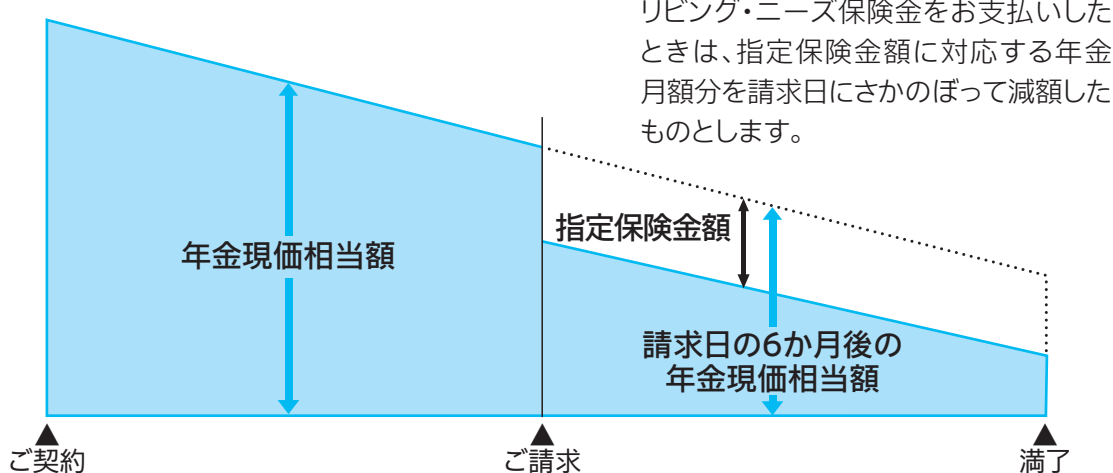 リビング・ニーズ保険金をお支払いした
ときは、指定保険金額に対応する年金
月額分を請求日にさかのぼって減額した
ものとします。
指定保険金額
年金現価相当額
請求日の6か月後の
年金現価相当額
ご契約
ご請求
満了